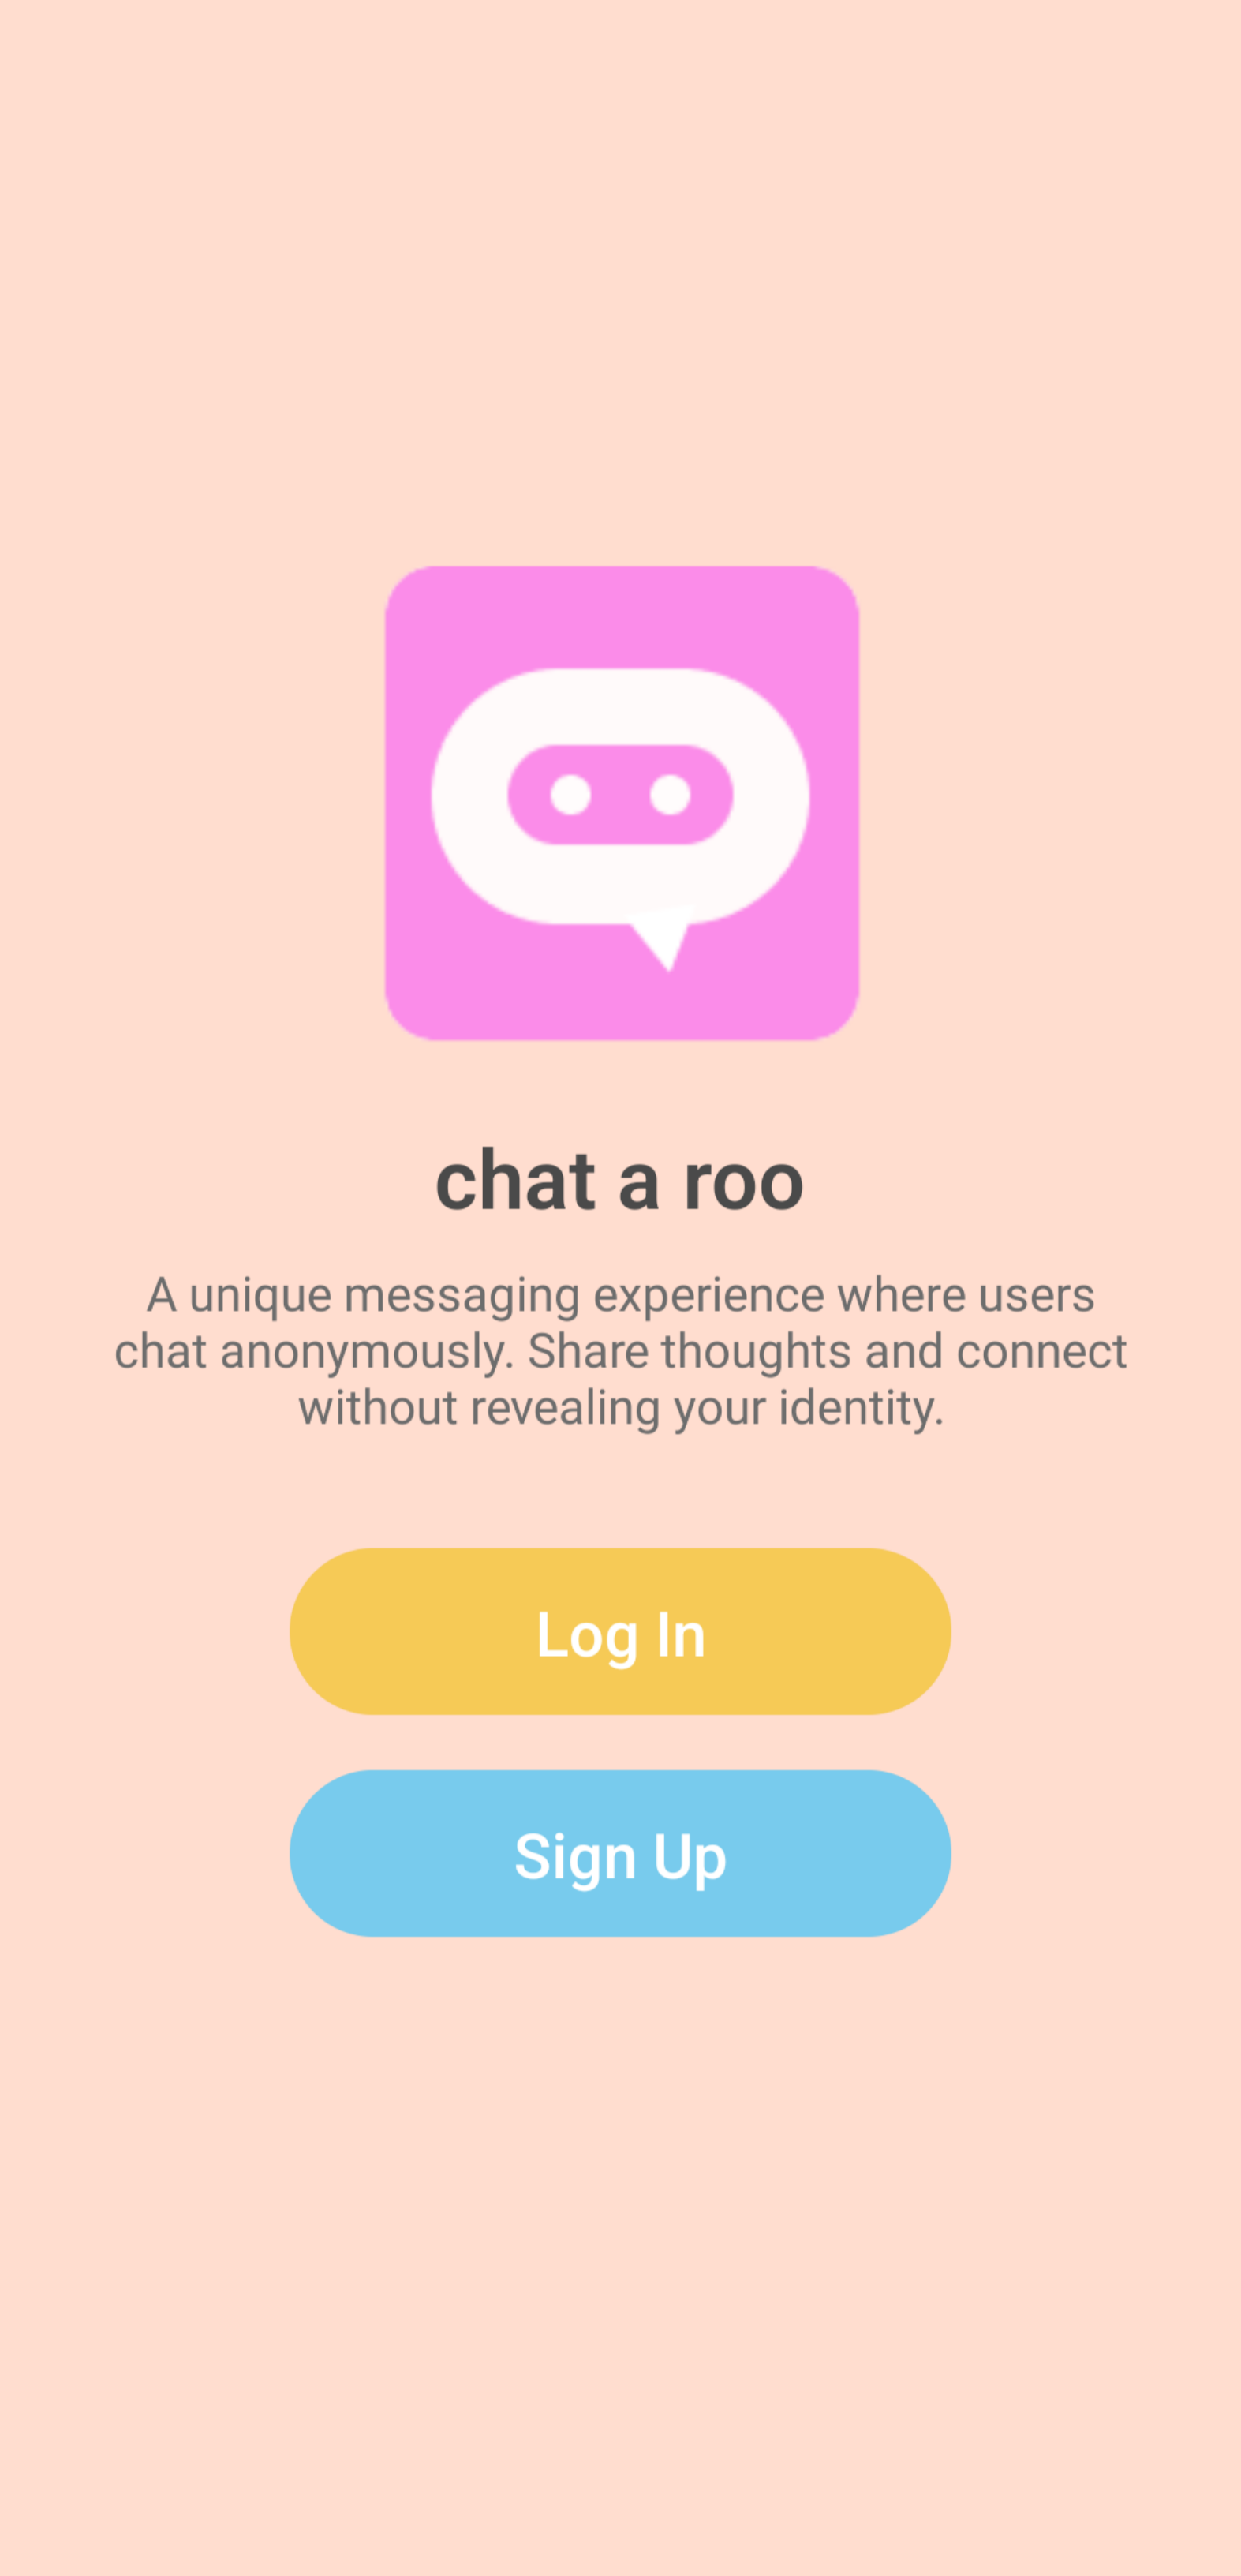 chat a roo
A unique messaging experience where users
chat anonymously. Share thoughts and connect
without revealing your identity.
Log In
Sign Up